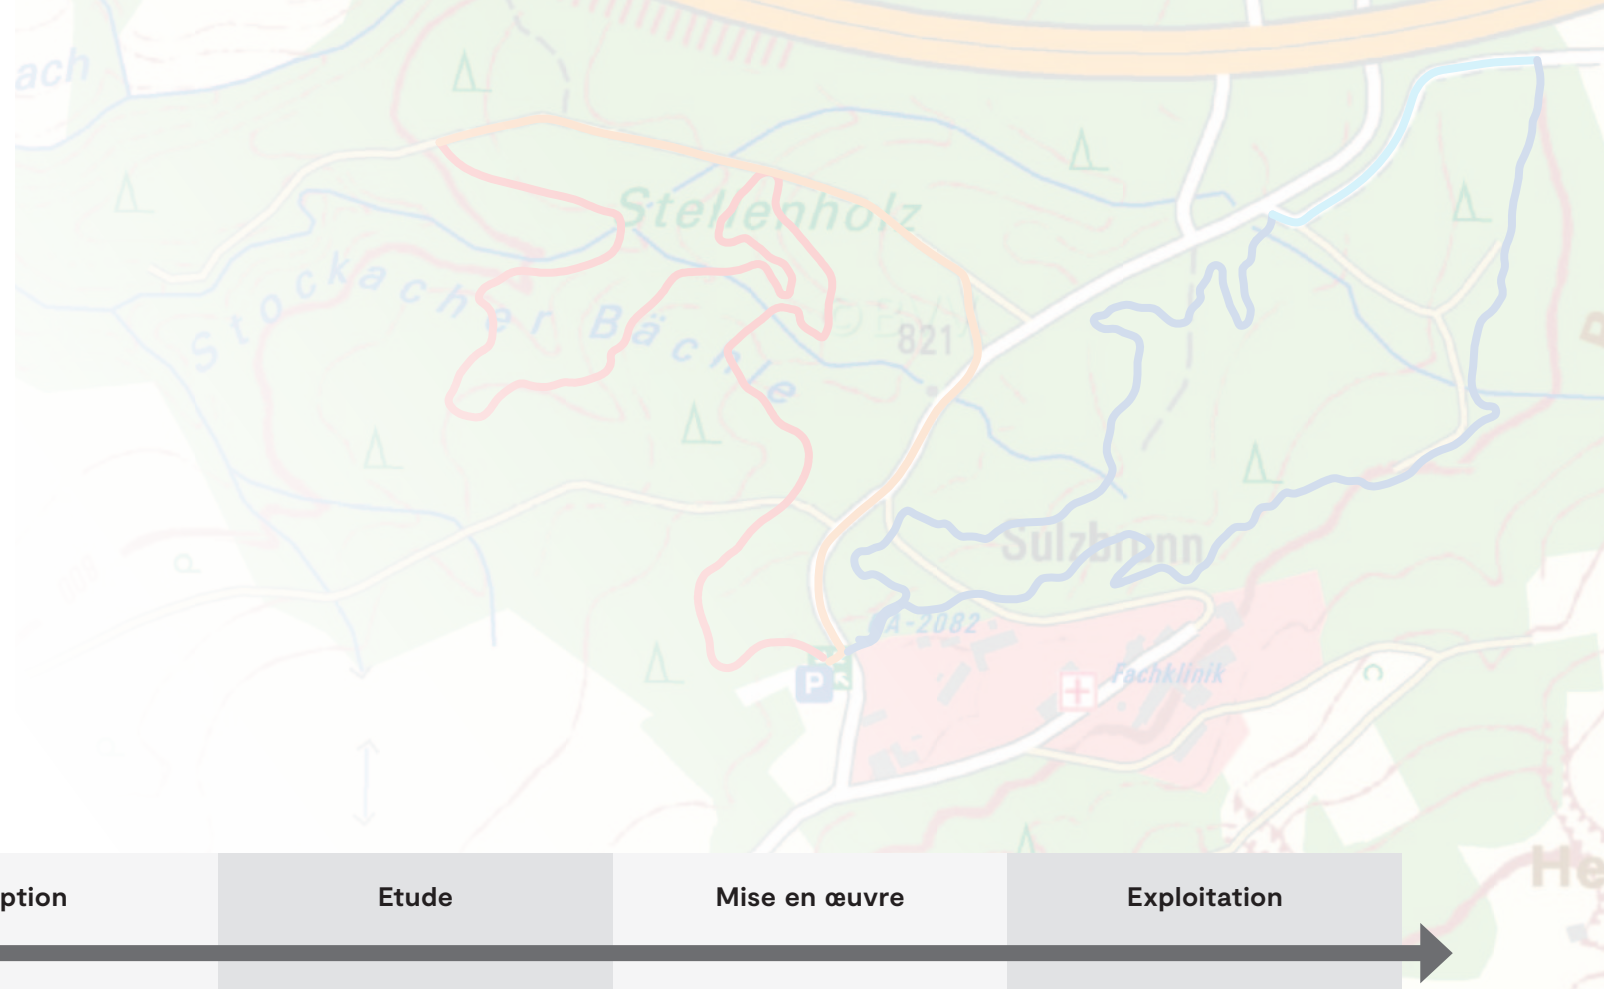 ach
Stellenholz
Stockacher Bächle
821
Sulzbrunn
A-2082
Fachklinik
P
He
ption
Etude
Mise en œuvre
Exploitation